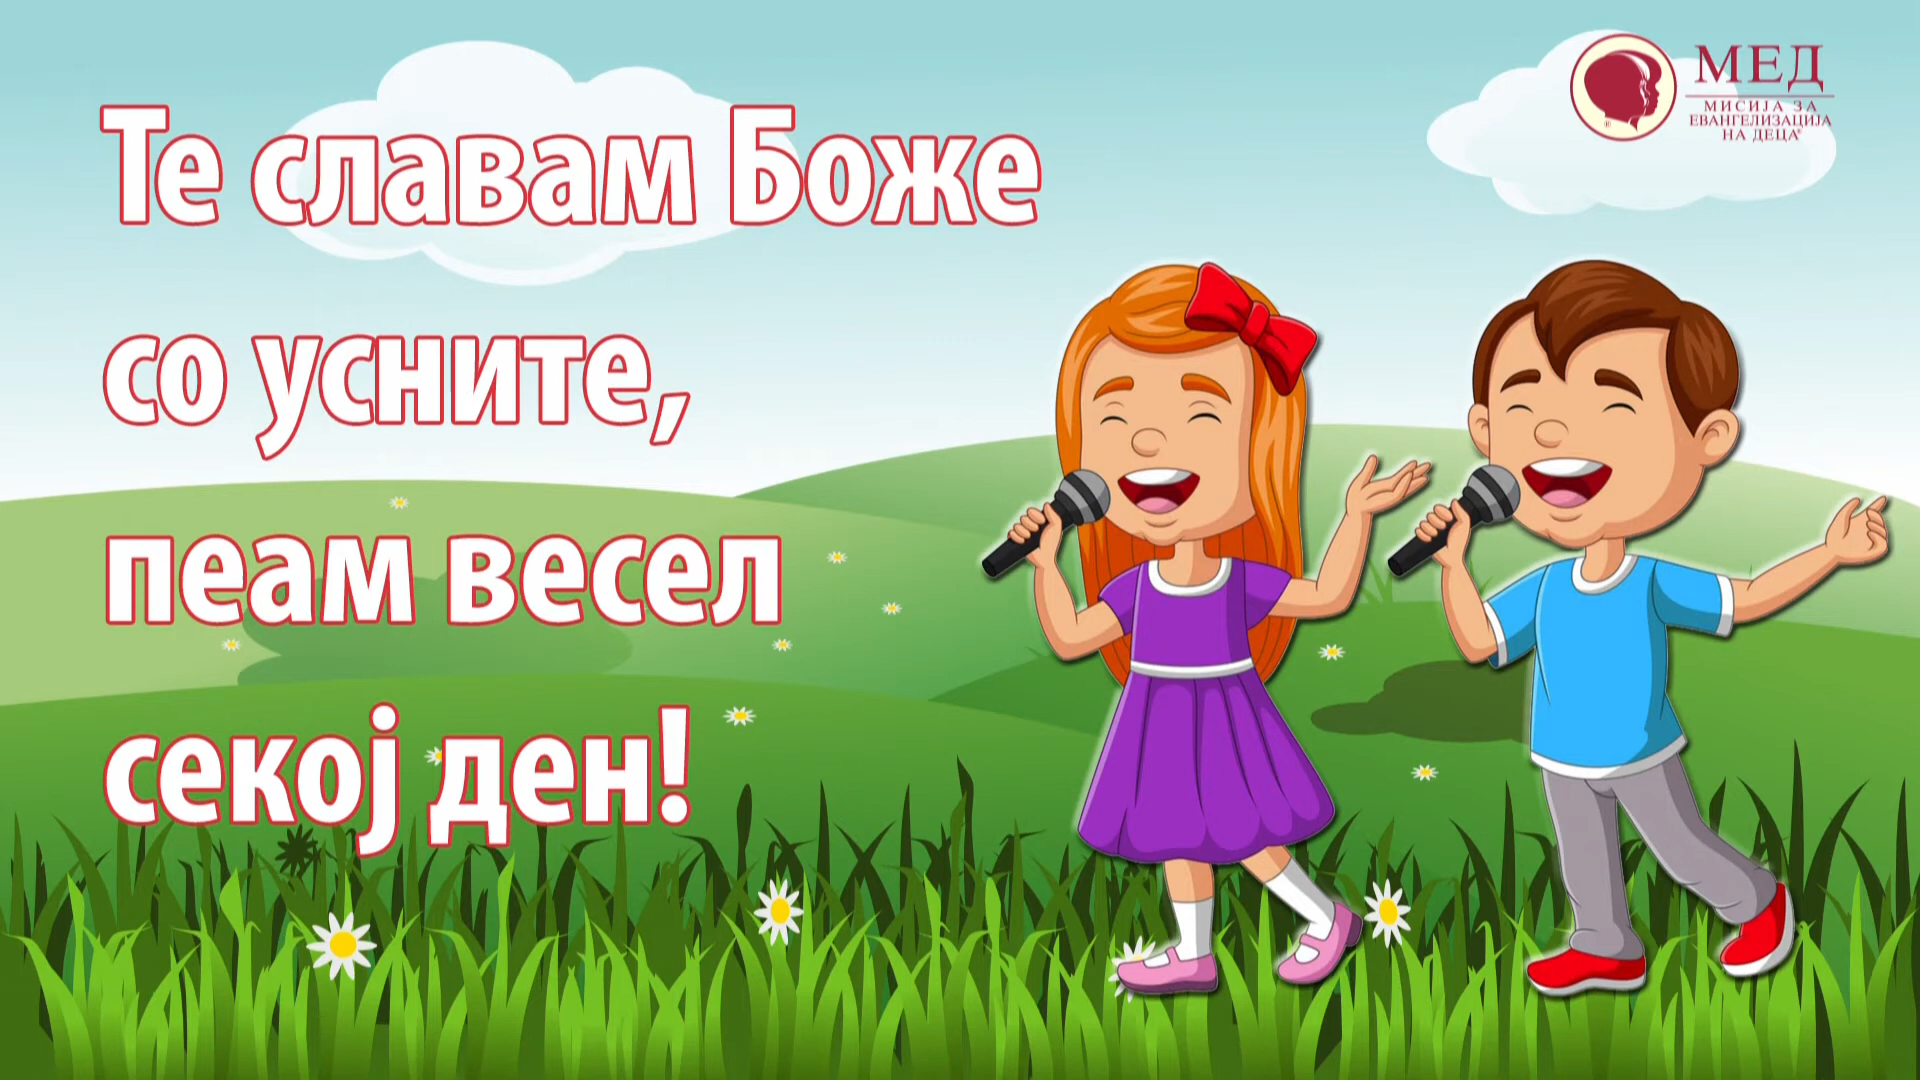 Те славам Боже
со усните,
пеам весел
секој ден!
МЕД
МИСИЈА ЗА
ЕВАНГЕЛИЗАЦИЈА
НА ДЕЦА®
®